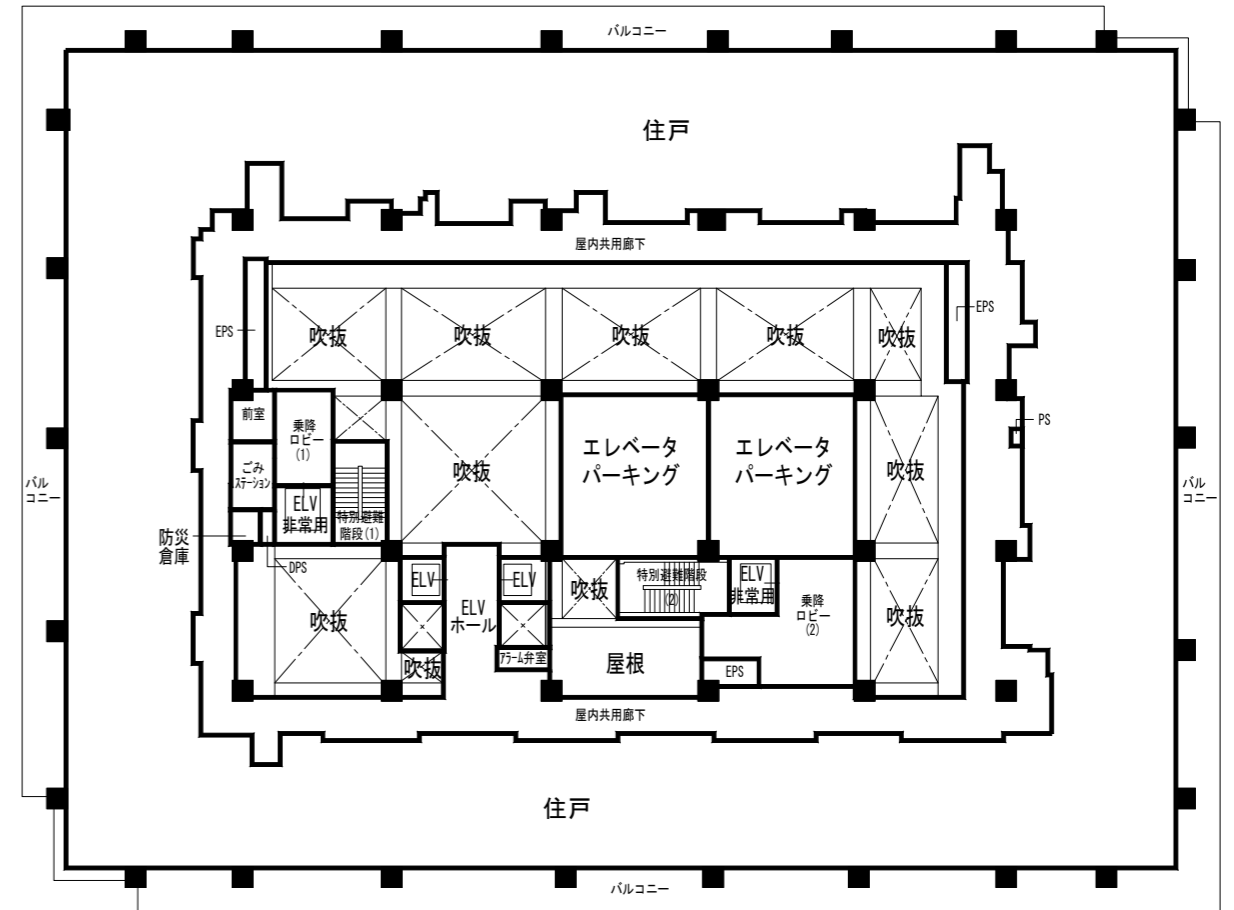 バルコニー
住戸
屋内共用廊下
EPS
吹抜
吹抜
吹抜
吹抜
吹抜
EPS
前室
乗降
ロビー
(1)
ごみ
ステーション
ELV
非常用
特別避難
階段(1)
吹抜
エレベータ
パーキング
エレベータ
パーキング
吹抜
PS
バル
コニー
バル
コニー
防災
倉庫
DPS
吹抜
ELV
ELV
ホール
ELV
吹抜
アラーム弁室
吹抜
特別避難階段
(2)
ELV
非常用
乗降
ロビー
(2)
吹抜
屋根
EPS
屋内共用廊下
住戸
バルコニー